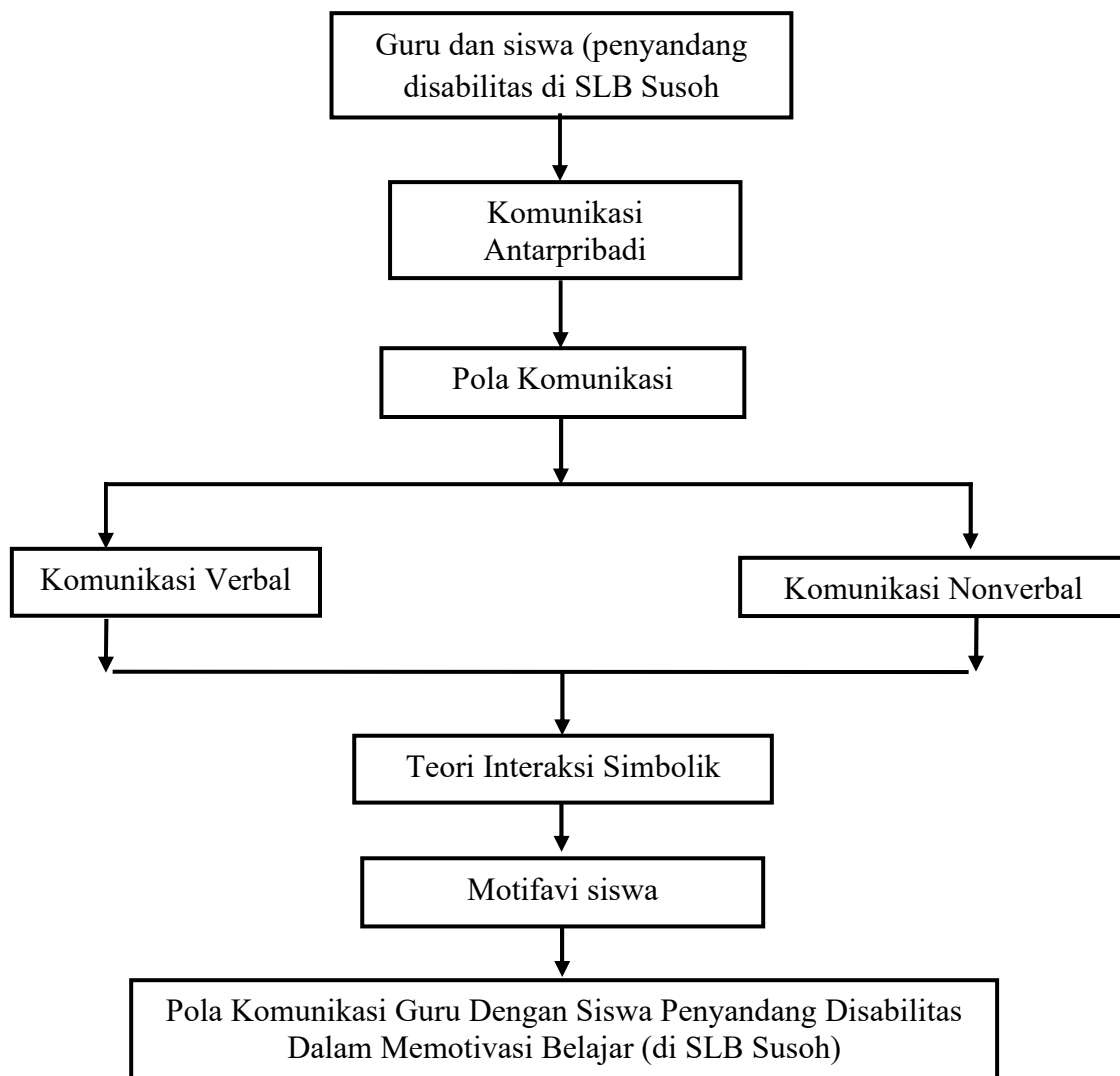 Guru dan siswa (penyandang
disabilitas di SLB Susoh
Komunikasi
Antarpribadi
Pola Komunikasi
Komunikasi Verbal
Komunikasi Nonverbal
Teori Interaksi Simbolik
Motifavi siswa
Pola Komunikasi Guru Dengan Siswa Penyandang Disabilitas
Dalam Memotivasi Belajar (di SLB Susoh)